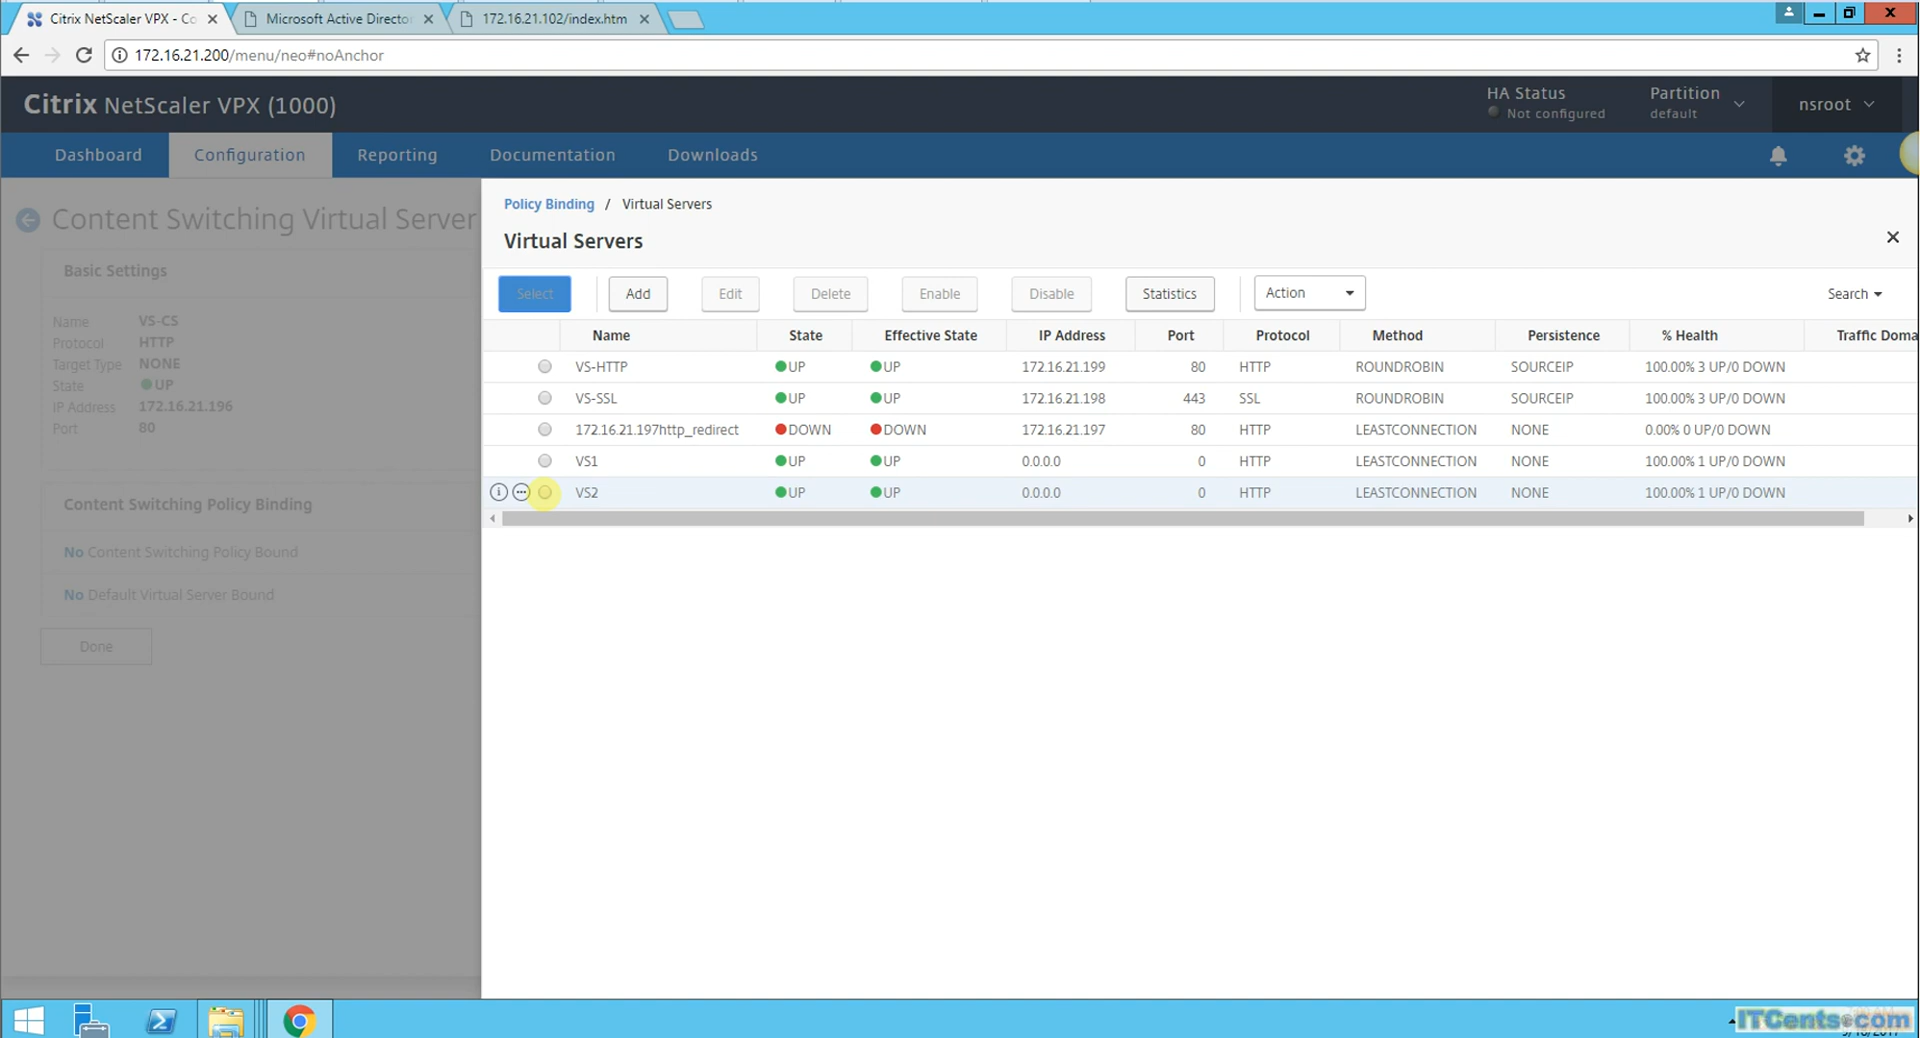 Citrix NetScaler VPX - Co
Microsoft Active Director
172.16.21.102/index.htm
172.16.21.200/menu/neo#noAnchor
Citrix NetScaler VPX (1000)
HA Status
Not configured
Partition
default
nsroot
Dashboard
Configuration
Reporting
Documentation
Downloads
Content Switching Virtual Server
Basic Settings
Name VS-CS
Protocol HTTP
Target Type NONE
State UP
IP Address 172.16.21.196
Port 80
Content Switching Policy Binding
No Content Switching Policy Bound
No Default Virtual Server Bound
Done
Policy Binding / Virtual Servers
Virtual Servers
Select Add Edit Delete Enable Disable Statistics Action Search
Name State Effective State IP Address Port Protocol Method Persistence % Health Traffic Doma
VS-HTTP UP UP 172.16.21.199 80 HTTP ROUNDROBIN SOURCEIP 100.00% 3 UP/0 DOWN
VS-SSL UP UP 172.16.21.198 443 SSL ROUNDROBIN SOURCEIP 100.00% 3 UP/0 DOWN
172.16.21.197http_redirect DOWN DOWN 172.16.21.197 80 HTTP LEASTCONNECTION NONE 0.00% 0 UP/0 DOWN
VS1 UP UP 0.0.0.0 0 HTTP LEASTCONNECTION NONE 100.00% 1 UP/0 DOWN
VS2 UP UP 0.0.0.0 0 HTTP LEASTCONNECTION NONE 100.00% 1 UP/0 DOWN
ITCents.com